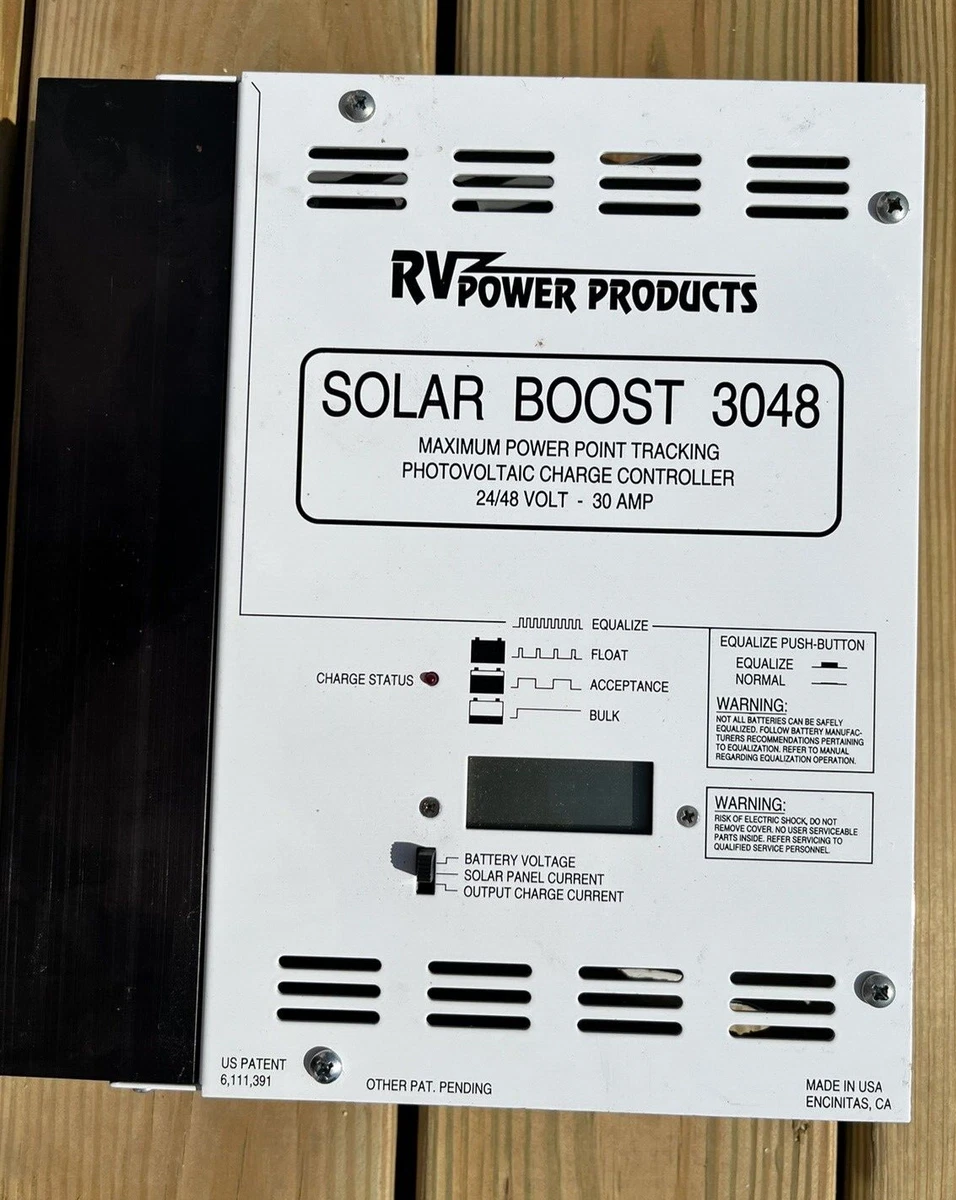 RV POWER PRODUCTS
SOLAR BOOST 3048
MAXIMUM POWER POINT TRACKING
PHOTOVOLTAIC CHARGE CONTROLLER
24/48 VOLT - 30 AMP
EQUALIZE
FLOAT
CHARGE STATUS
ACCEPTANCE
BULK
EQUALIZE PUSH-BUTTON
EQUALIZE
NORMAL
WARNING:
NOT ALL BATTERIES CAN BE SAFELY
EQUALIZED. FOLLOW BATTERY MANUFAC-
TURERS RECOMMENDATIONS PERTAINING
TO EQUALIZATION. REFER TO MANUAL
REGARDING EQUALIZATION OPERATION.
WARNING:
RISK OF ELECTRIC SHOCK, DO NOT
REMOVE COVER. NO USER SERVICEABLE
PARTS INSIDE. REFER SERVICING TO
QUALIFIED SERVICE PERSONNEL.
BATTERY VOLTAGE
SOLAR PANEL CURRENT
OUTPUT CHARGE CURRENT
US PATENT
6,111,391
OTHER PAT. PENDING
MADE IN USA
ENCINITAS, CA